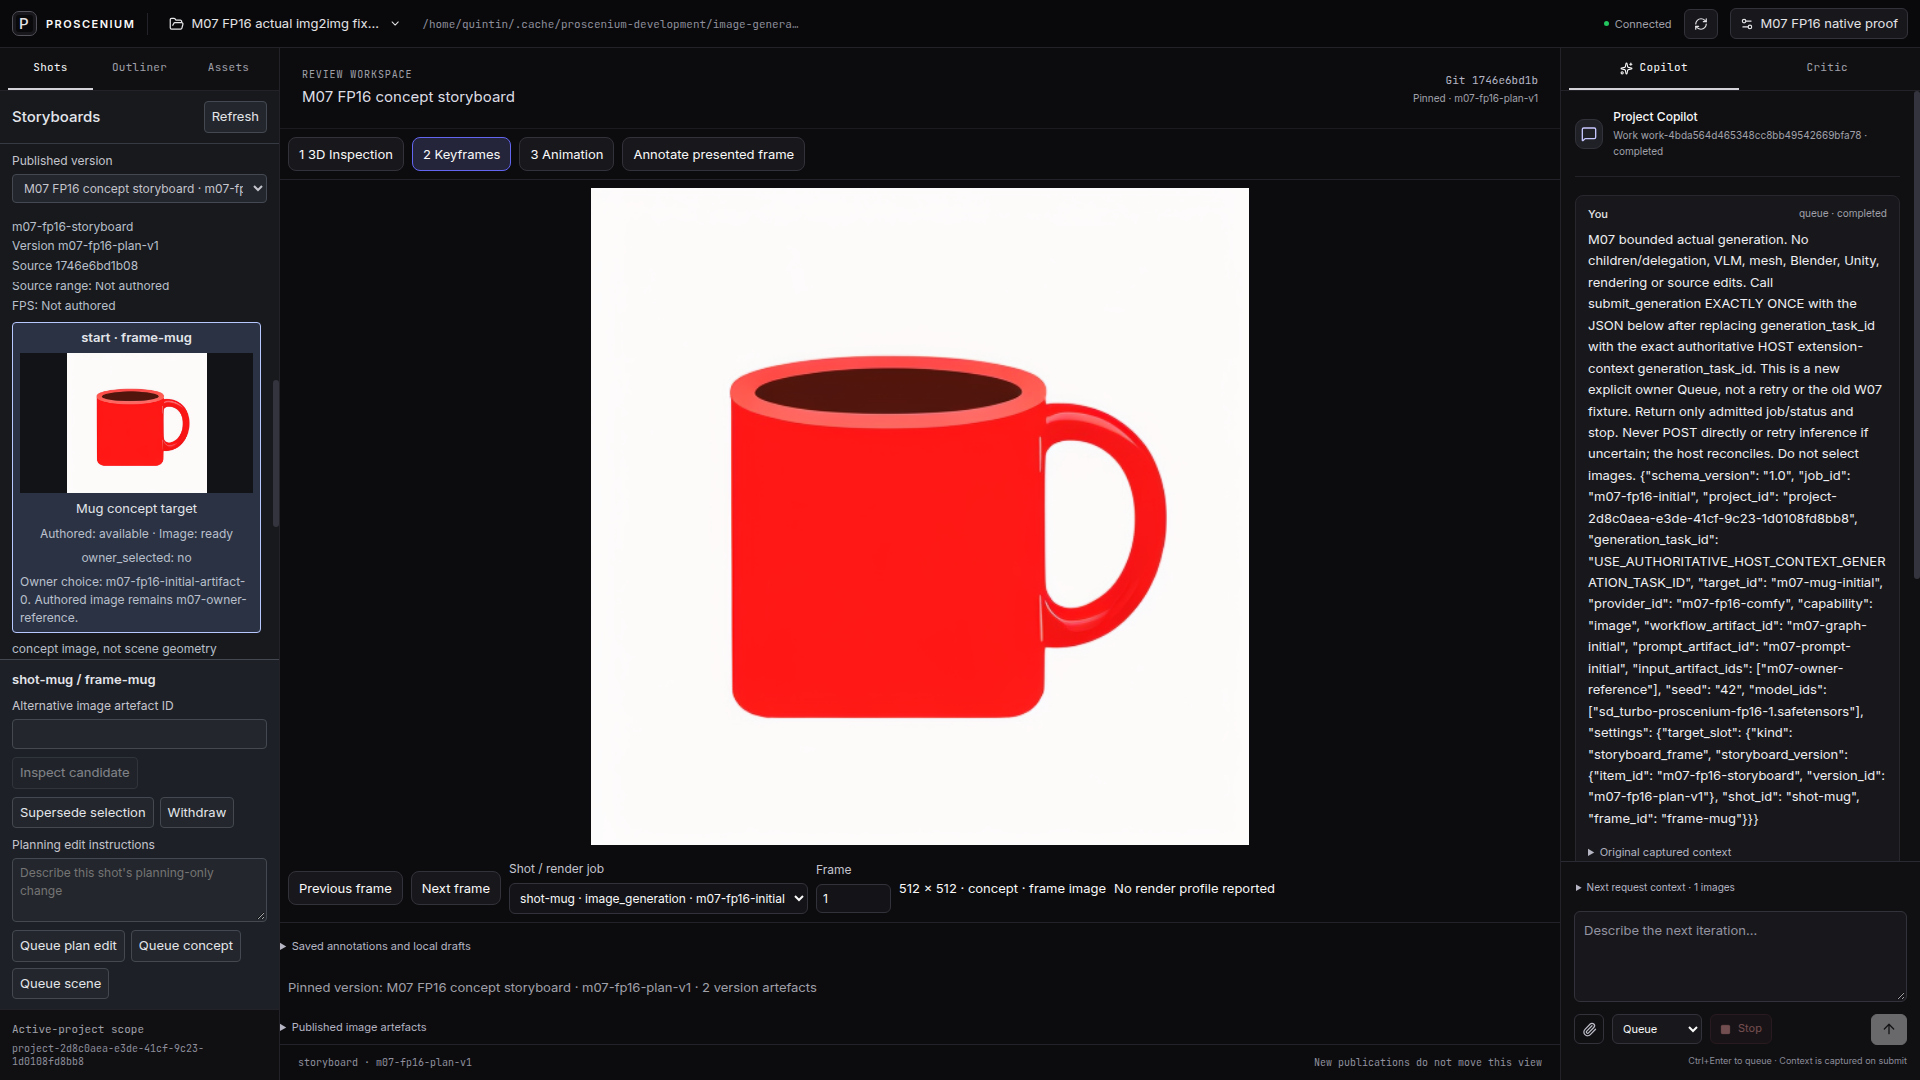 P PROSCENIUM
M07 FP16 actual img2img fix...
/home/quintin/.cache/proscenium-development/image-genera…
Connected
M07 FP16 native proof
Shots
Outliner
Assets
Storyboards
Refresh
Published version
M07 FP16 concept storyboard · m07-fp
m07-fp16-storyboard
Version m07-fp16-plan-v1
Source 1746e6bd1b08
Source range: Not authored
FPS: Not authored
start · frame-mug
Mug concept target
Authored: available · Image: ready
owner_selected: no
Owner choice: m07-fp16-initial-artifact-
0. Authored image remains m07-owner-
reference.
concept image, not scene geometry
shot-mug / frame-mug
Alternative image artefact ID
Inspect candidate
Supersede selection
Withdraw
Planning edit instructions
Describe this shot's planning-only
change
Queue plan edit
Queue concept
Queue scene
Active-project scope
project-2d8c0aea-e3de-41cf-9c23-
1d0108fd8bb8
REVIEW WORKSPACE
M07 FP16 concept storyboard
Git 1746e6bd1b
Pinned · m07-fp16-plan-v1
1 3D Inspection
2 Keyframes
3 Animation
Annotate presented frame
Previous frame
Next frame
Shot / render job
shot-mug · image_generation · m07-fp16-initial
Frame
1
512 × 512 · concept · frame image
No render profile reported
Saved annotations and local drafts
Pinned version: M07 FP16 concept storyboard · m07-fp16-plan-v1 · 2 version artefacts
Published image artefacts
storyboard · m07-fp16-plan-v1
New publications do not move this view
Copilot
Critic
Project Copilot
Work work-4bda564d465348cc8bb49542669bfa78 ·
completed
You
queue · completed
M07 bounded actual generation. No
children/delegation, VLM, mesh, Blender, Unity,
rendering or source edits. Call
submit_generation EXACTLY ONCE with the
JSON below after replacing generation_task_id
with the exact authoritative HOST extension-
context generation_task_id. This is a new
explicit owner Queue, not a retry or the old W07
fixture. Return only admitted job/status and
stop. Never POST directly or retry inference if
uncertain; the host reconciles. Do not select
images. {"schema_version": "1.0", "job_id":
"m07-fp16-initial", "project_id": "project-
2d8c0aea-e3de-41cf-9c23-1d0108fd8bb8",
"generation_task_id":
"USE_AUTHORITATIVE_HOST_CONTEXT_GENER
ATION_TASK_ID", "target_id": "m07-mug-initial",
"provider_id": "m07-fp16-comfy", "capability":
"image", "workflow_artifact_id": "m07-graph-
initial", "prompt_artifact_id": "m07-prompt-
initial", "input_artifact_ids": ["m07-owner-
reference"], "seed": "42", "model_ids":
["sd_turbo-proscenium-fp16-1.safetensors"],
"settings": {"target_slot": {"kind":
"storyboard_frame", "storyboard_version":
{"item_id": "m07-fp16-storyboard", "version_id":
"m07-fp16-plan-v1"}, "shot_id": "shot-mug",
"frame_id": "frame-mug"}}}
Original captured context
Next request context · 1 images
Describe the next iteration...
Queue
Stop
Ctrl+Enter to queue · Context is captured on submit